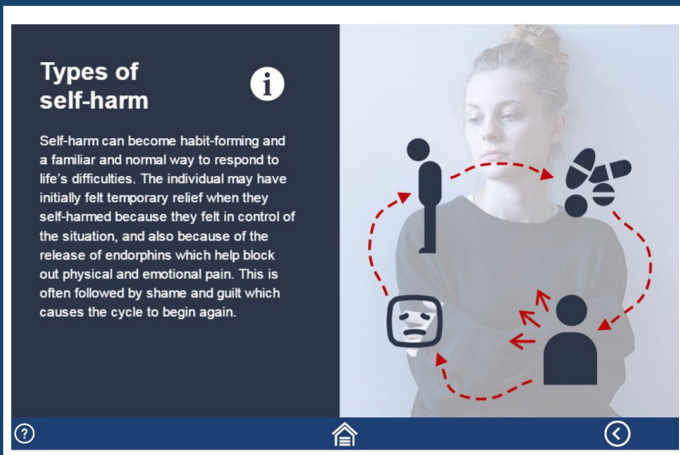 Types of
self-harm
i
Self-harm can become habit-forming and
a familiar and normal way to respond to
life's difficulties. The individual may have
initially felt temporary relief when they
self-harmed because they felt in control of
the situation, and also because of the
release of endorphins which help block
out physical and emotional pain. This is
often followed by shame and guilt which
causes the cycle to begin again.
?